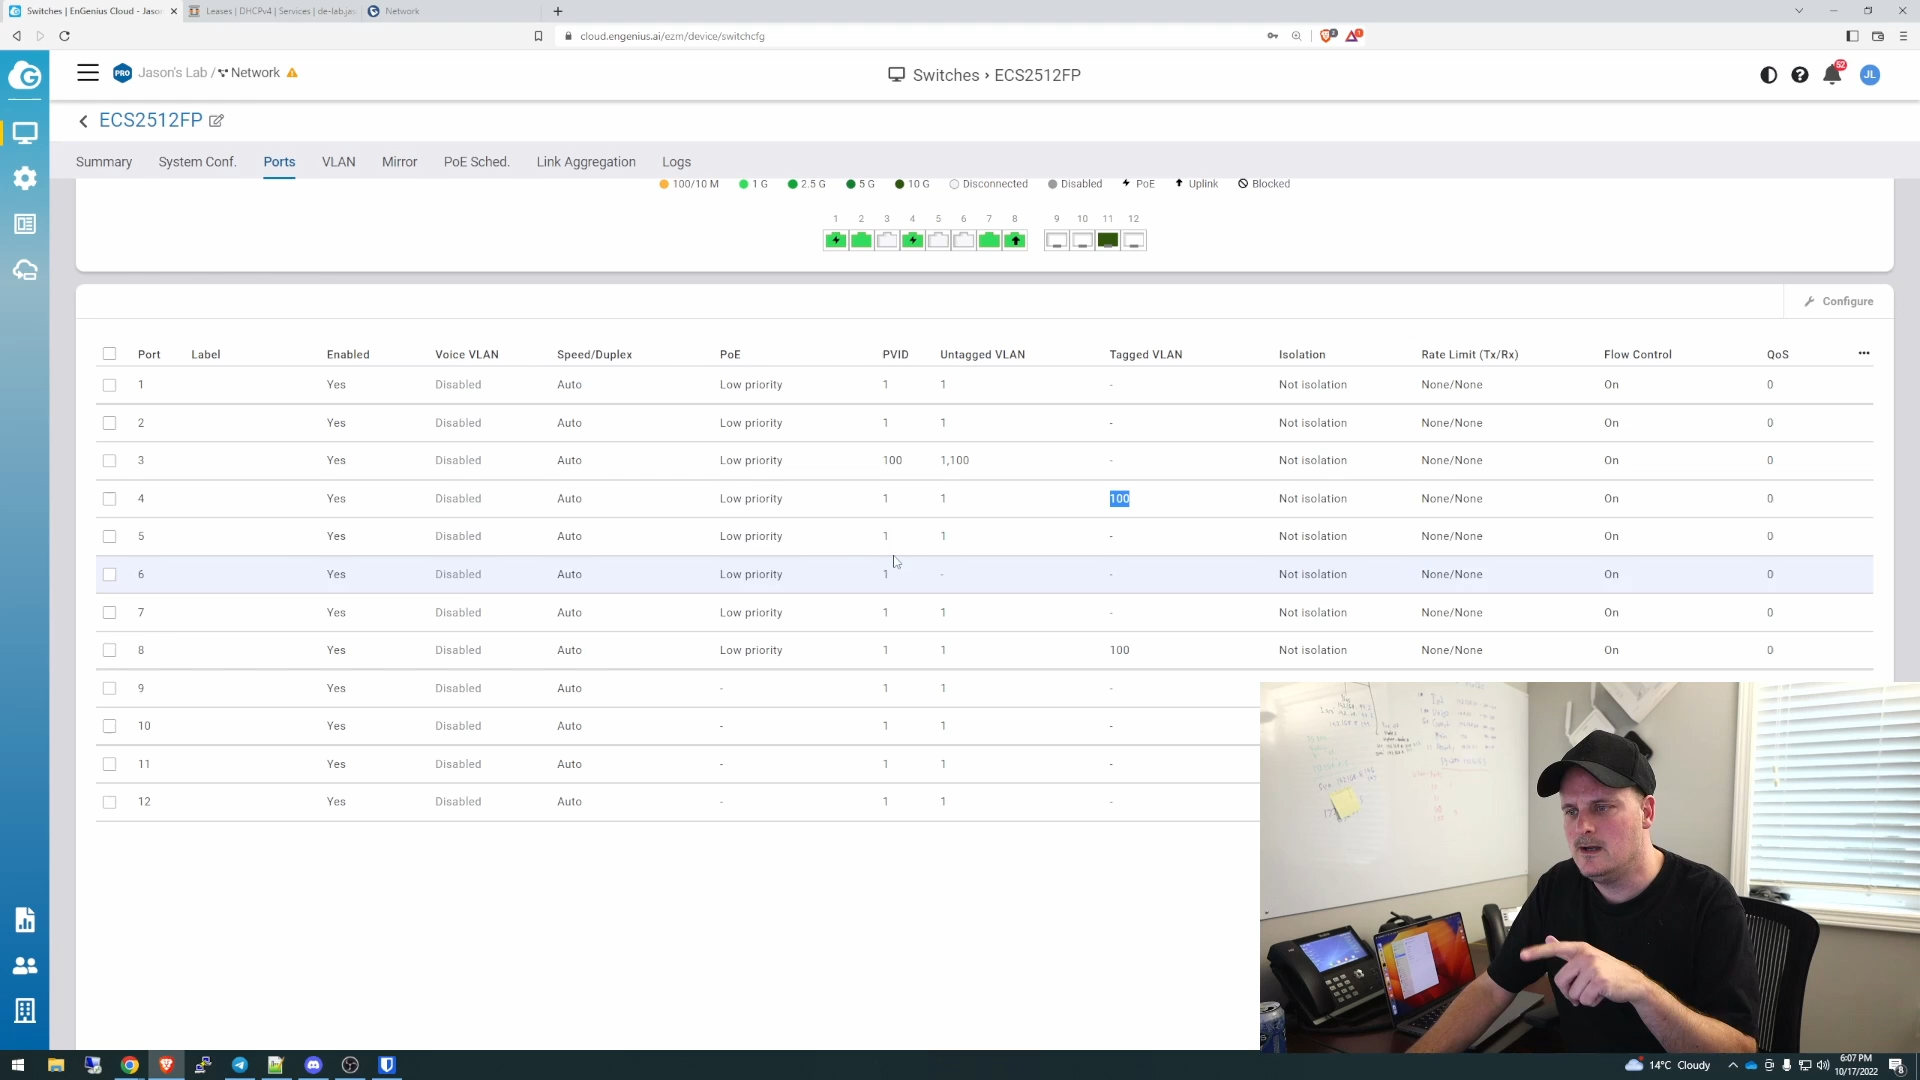 Switches | EnGenius Cloud - Jason
Leases | DHCPv4 | Services | de-lab.jas
Network
cloud.engenius.ai/ezm/device/switchcfg
PRO Jason's Lab / Network
Switches › ECS2512FP
52
JL
ECS2512FP
Summary System Conf. Ports VLAN Mirror PoE Sched. Link Aggregation Logs
100/10 M 1 G 2.5 G 5 G 10 G Disconnected Disabled PoE Uplink Blocked
1 2 3 4 5 6 7 8 9 10 11 12
Configure
Port Label Enabled Voice VLAN Speed/Duplex PoE PVID Untagged VLAN Tagged VLAN Isolation Rate Limit (Tx/Rx) Flow Control QoS •••
1 Yes Disabled Auto Low priority 1 1 - Not isolation None/None On 0
2 Yes Disabled Auto Low priority 1 1 - Not isolation None/None On 0
3 Yes Disabled Auto Low priority 100 1,100 - Not isolation None/None On 0
4 Yes Disabled Auto Low priority 1 1 100 Not isolation None/None On 0
5 Yes Disabled Auto Low priority 1 1 - Not isolation None/None On 0
6 Yes Disabled Auto Low priority 1 - - Not isolation None/None On 0
7 Yes Disabled Auto Low priority 1 1 - Not isolation None/None On 0
8 Yes Disabled Auto Low priority 1 1 100 Not isolation None/None On 0
9 Yes Disabled Auto - 1 1 -
10 Yes Disabled Auto - 1 1 -
11 Yes Disabled Auto - 1 1 -
12 Yes Disabled Auto - 1 1 -
14°C Cloudy
6:07 PM
10/17/2022
8